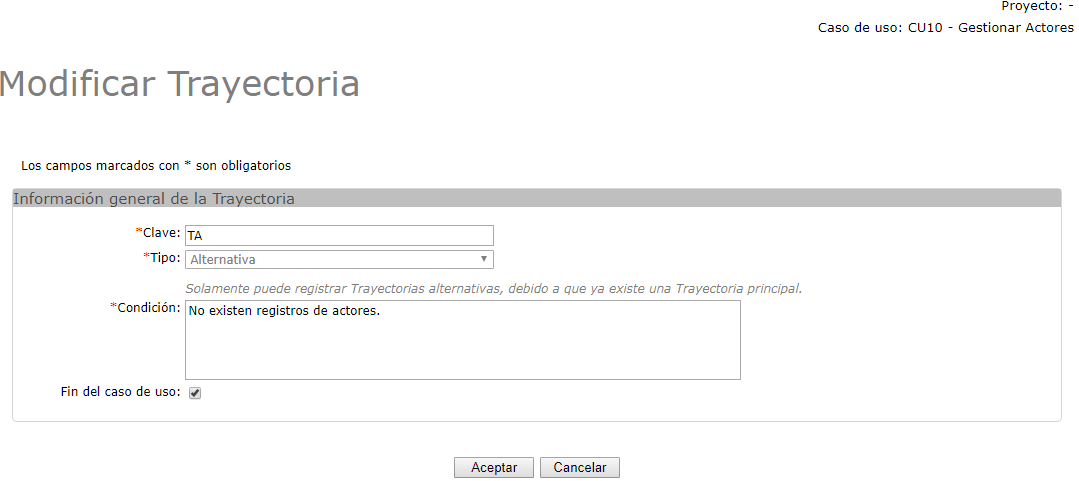 Proyecto: -
Caso de uso: CU10 - Gestionar Actores
Modificar Trayectoria
Los campos marcados con * son obligatorios
Información general de la Trayectoria
*Clave: TA
*Tipo: Alternativa
Solamente puede registrar Trayectorias alternativas, debido a que ya existe una Trayectoria principal.
*Condición: No existen registros de actores.
Fin del caso de uso:
Aceptar Cancelar